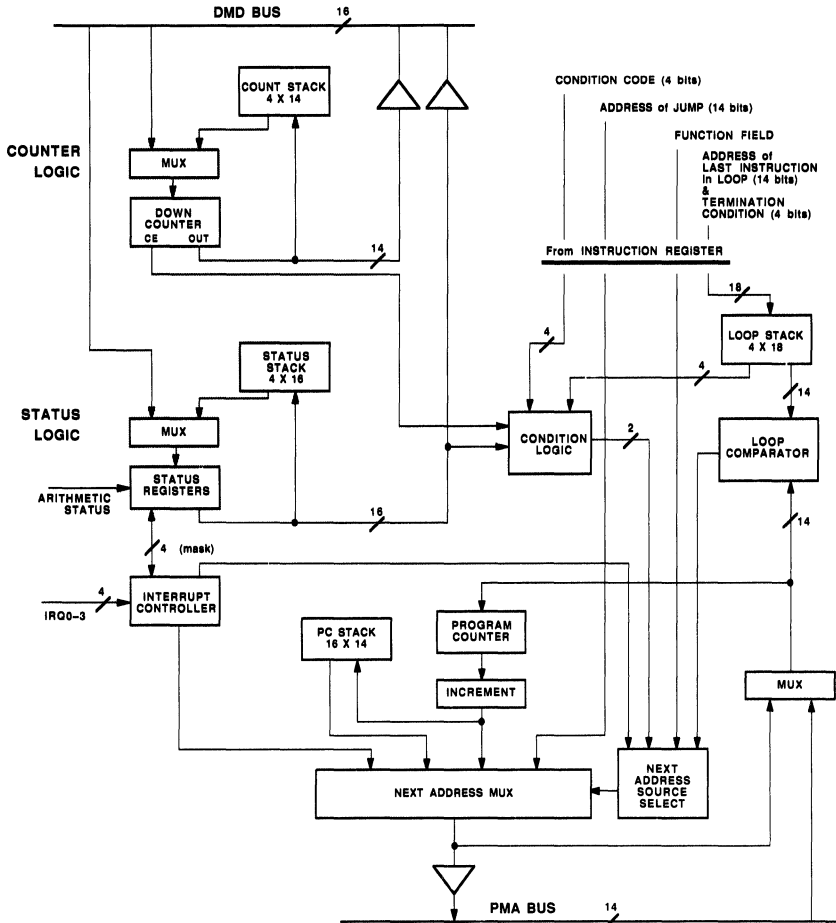 DMD BUS
16
COUNT STACK
4 X 14
CONDITION CODE (4 bits)
ADDRESS of JUMP (14 bits)
FUNCTION FIELD
ADDRESS of
LAST INSTRUCTION
in LOOP (14 bits)
&
TERMINATION
CONDITION (4 bits)
COUNTER
LOGIC
MUX
DOWN
COUNTER
CE OUT
14
From INSTRUCTION REGISTER
18
LOOP STACK
4 X 18
4
4
14
STATUS
STACK
4 X 16
STATUS
LOGIC
MUX
CONDITION
LOGIC
2
LOOP
COMPARATOR
STATUS
REGISTERS
ARITHMETIC
STATUS
16
14
4 (mask)
INTERRUPT
CONTROLLER
4
IRQ0-3
PC STACK
16 X 14
PROGRAM
COUNTER
INCREMENT
MUX
NEXT ADDRESS MUX
NEXT
ADDRESS
SOURCE
SELECT
PMA BUS
14